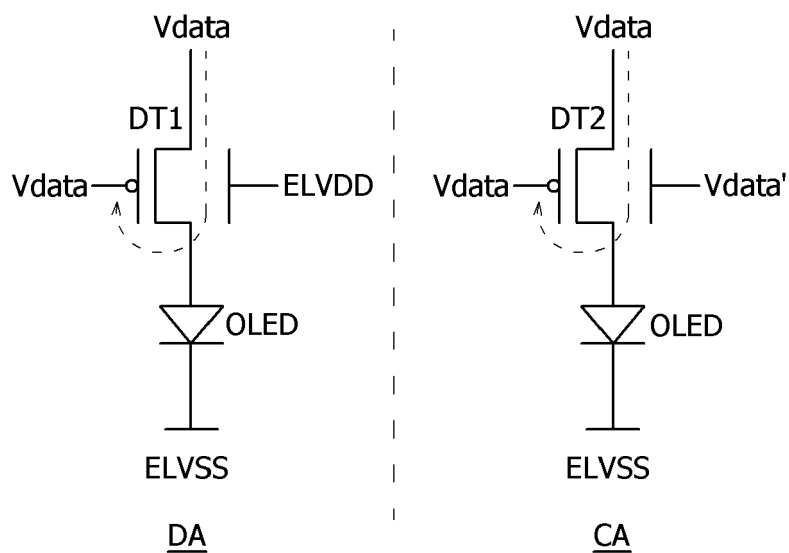 Vdata
DT1
Vdata
ELVDD
OLED
ELVSS
DA
Vdata
DT2
Vdata
Vdata'
OLED
ELVSS
CA